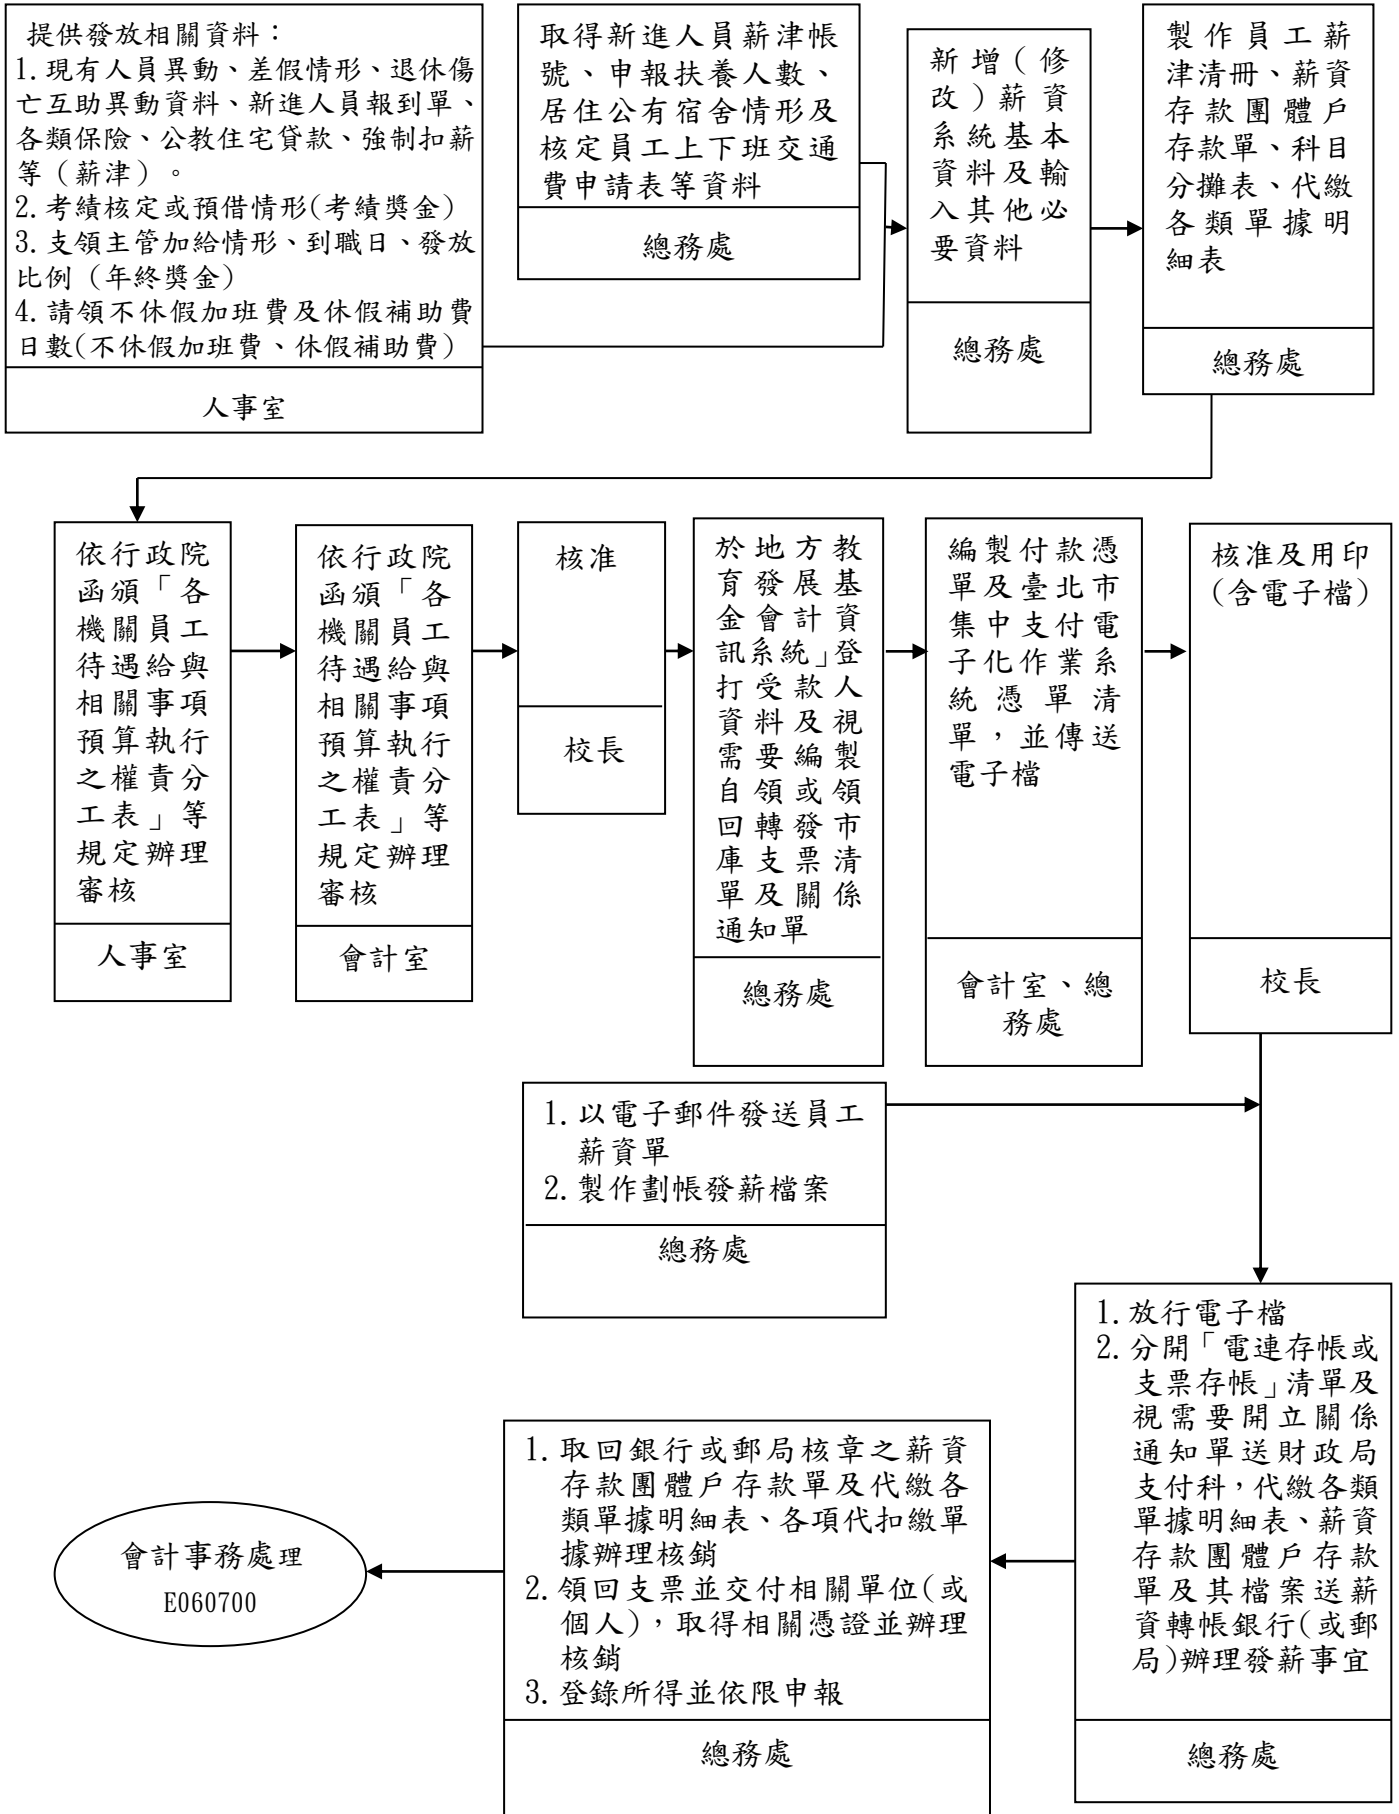 提供發放相關資料：
1.現有人員異動、差假情形、退休傷
亡互助異動資料、新進人員報到單、
各類保險、公教住宅貸款、強制扣薪
等（薪津）。
2.考績核定或預借情形(考績獎金)
3.支領主管加給情形、到職日、發放
比例（年終獎金)
4.請領不休假加班費及休假補助費
日數(不休假加班費、休假補助費)
人事室
取得新進人員薪津帳
號、申報扶養人數、
居住公有宿舍情形及
核定員工上下班交通
費申請表等資料
總務處
新增（修
改）薪資
系統基本
資料及輸
入其他必
要資料
總務處
製作員工薪
津清冊、薪資
存款團體戶
存款單、科目
分攤表、代繳
各類單據明
細表
總務處
依行政院
函頒「各
機關員工
待遇給與
相關事項
預算執行
之權責分
工表」等
規定辦理
審核
人事室
依行政院
函頒「各
機關員工
待遇給與
相關事項
預算執行
之權責分
工表」等
規定辦理
審核
會計室
核准
校長
於地方教
育發展基
金會計資
訊系統」登
打受款人
資料及視
需要編製
自領或領
回轉發市
庫支票清
單及關係
通知單
總務處
編製付款憑
單及臺北市
集中支付電
子化作業系
統憑單清
單，並傳送
電子檔
會計室、總
務處
核准及用印
(含電子檔)
校長
1.以電子郵件發送員工
薪資單
2.製作劃帳發薪檔案
總務處
1.放行電子檔
2.分開「電連存帳或
支票存帳」清單及
視需要開立關係
通知單送財政局
支付科，代繳各類
單據明細表、薪資
存款團體戶存款
單及其檔案送薪
資轉帳銀行(或郵
局)辦理發薪事宜
總務處
1.取回銀行或郵局核章之薪資
存款團體戶存款單及代繳各
類單據明細表、各項代扣繳單
據辦理核銷
2.領回支票並交付相關單位(或
個人)，取得相關憑證並辦理
核銷
3.登錄所得並依限申報
總務處
會計事務處理
E060700